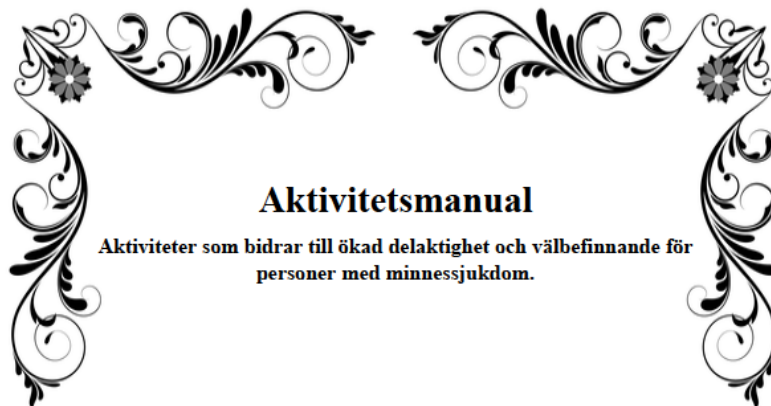 Aktivitetsmanual
Aktiviteter som bidrar till ökad delaktighet och välbefinnande för
personer med minnessjukdom.